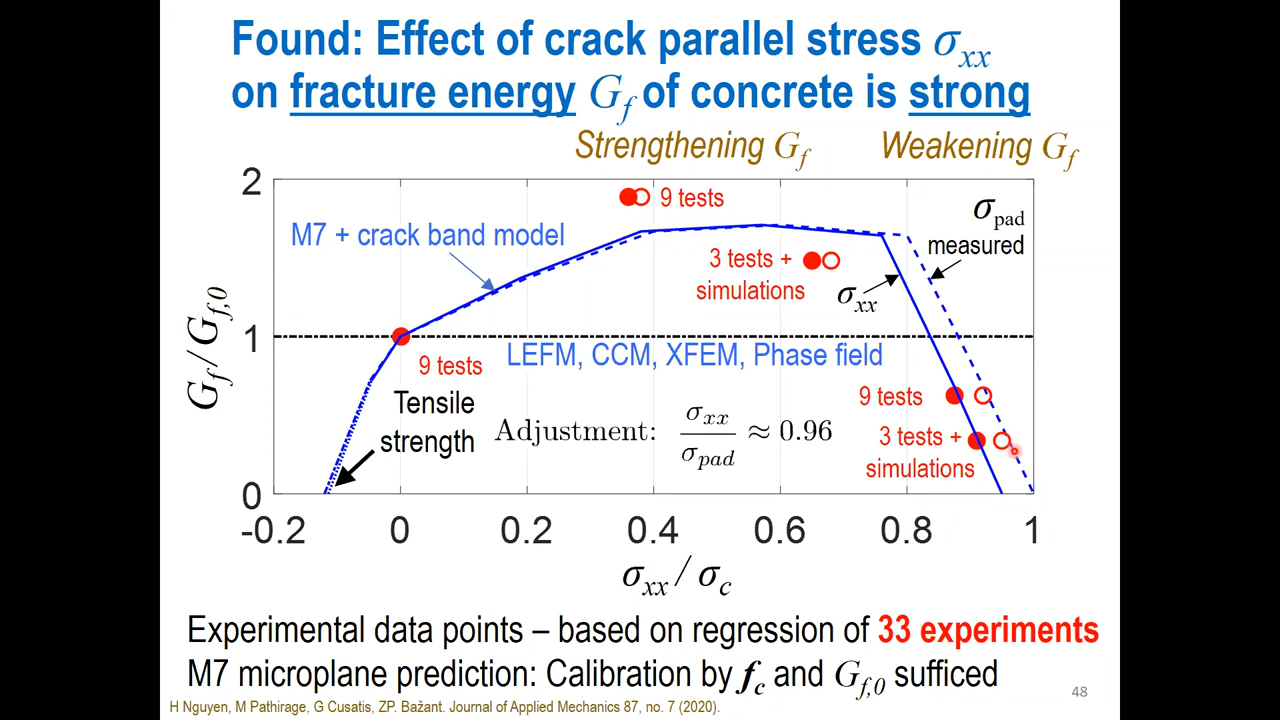 Found: Effect of crack parallel stress σxx
on fracture energy Gf of concrete is strong
Strengthening Gf
Weakening Gf
2
9 tests
σpad
measured
M7 + crack band model
3 tests +
simulations
σxx
Gf / Gf,0
1
9 tests
LEFM, CCM, XFEM, Phase field
Tensile
strength
Adjustment: σxx/σpad ≈ 0.96
9 tests
3 tests +
simulations
0
-0.2 0 0.2 0.4 0.6 0.8 1
σxx / σc
Experimental data points – based on regression of 33 experiments
M7 microplane prediction: Calibration by fc and Gf,0 sufficed
48
H Nguyen, M Pathirage, G Cusatis, ZP. Bažant. Journal of Applied Mechanics 87, no. 7 (2020).